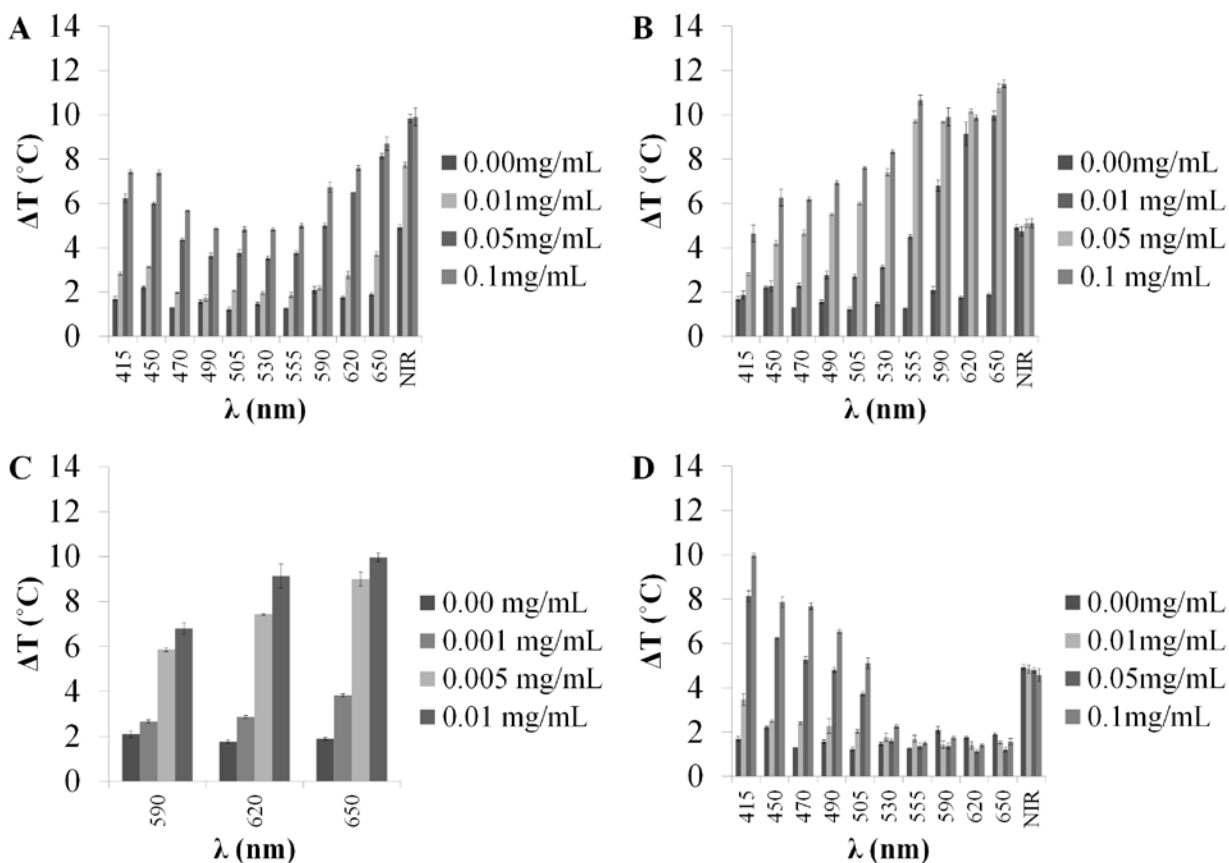 A
14
12
10
8
6
4
2
0
ΔT (˚C)
415 450 470 490 505 530 555 590 620 650 NIR
λ (nm)
0.00mg/mL
0.01mg/mL
0.05mg/mL
0.1mg/mL
B
14
12
10
8
6
4
2
0
ΔT (˚C)
415 450 470 490 505 530 555 590 620 650 NIR
λ (nm)
0.00mg/mL
0.01 mg/mL
0.05 mg/mL
0.1 mg/mL
C
14
12
10
8
6
4
2
0
ΔT (˚C)
590 620 650
λ (nm)
0.00 mg/mL
0.001 mg/mL
0.005 mg/mL
0.01 mg/mL
D
14
12
10
8
6
4
2
0
ΔT (˚C)
415 450 470 490 505 530 555 590 620 650 NIR
λ (nm)
0.00mg/mL
0.01mg/mL
0.05mg/mL
0.1mg/mL